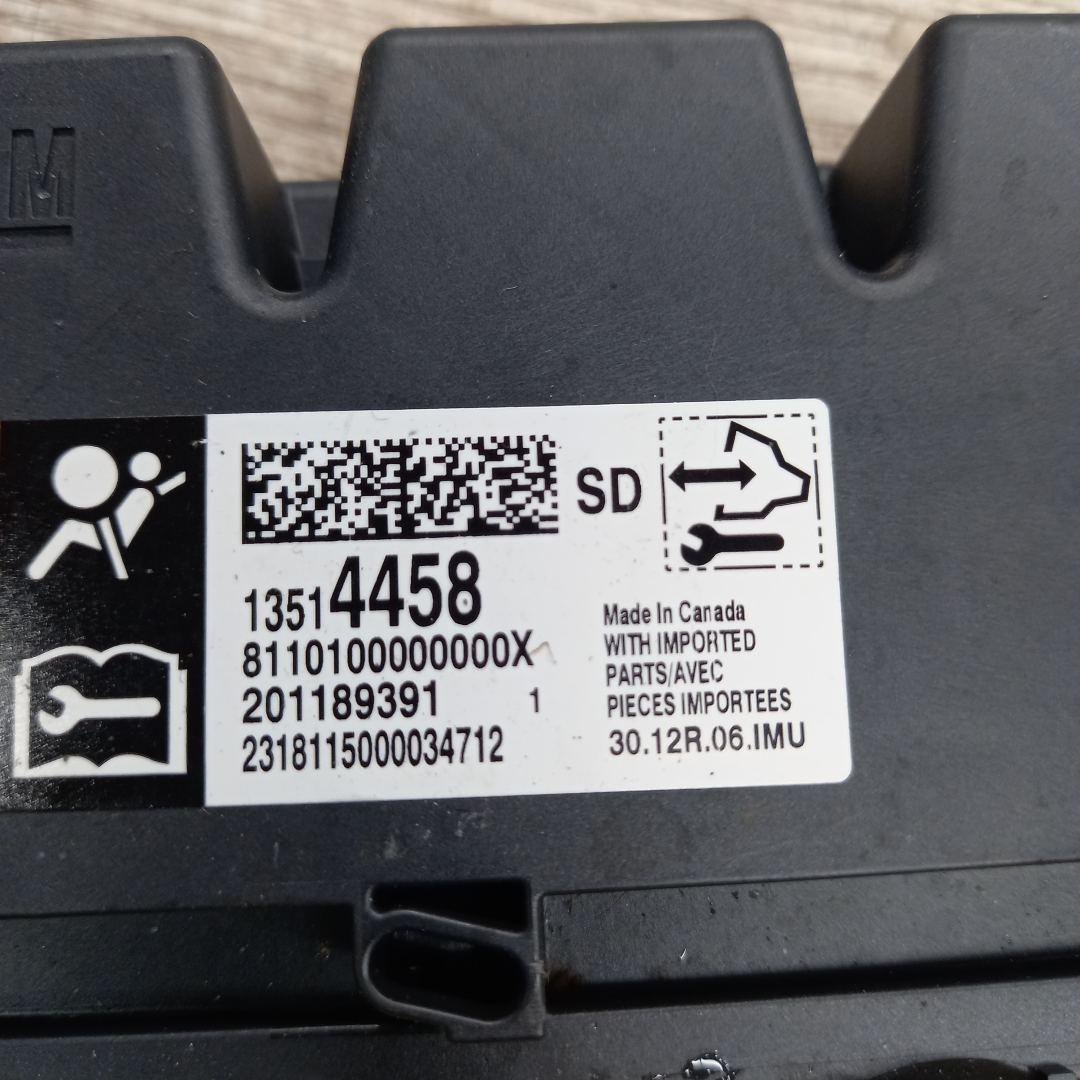 M
SD
13514458
8110100000000X
201189391 1
2318115000034712
Made In Canada
WITH IMPORTED
PARTS/AVEC
PIECES IMPORTEES
30.12R.06.IMU